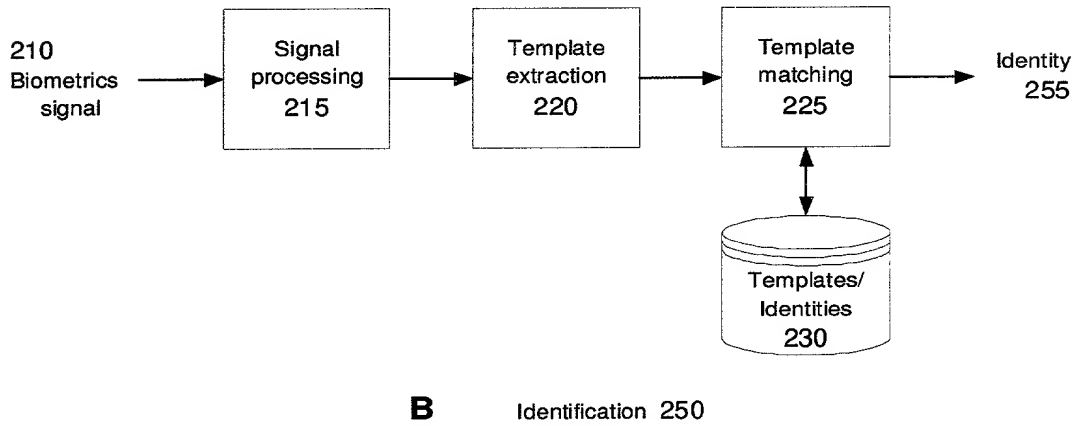 210
Biometrics
signal
Signal
processing
215
Template
extraction
220
Template
matching
225
Identity
255
Templates/
Identities
230
B Identification 250